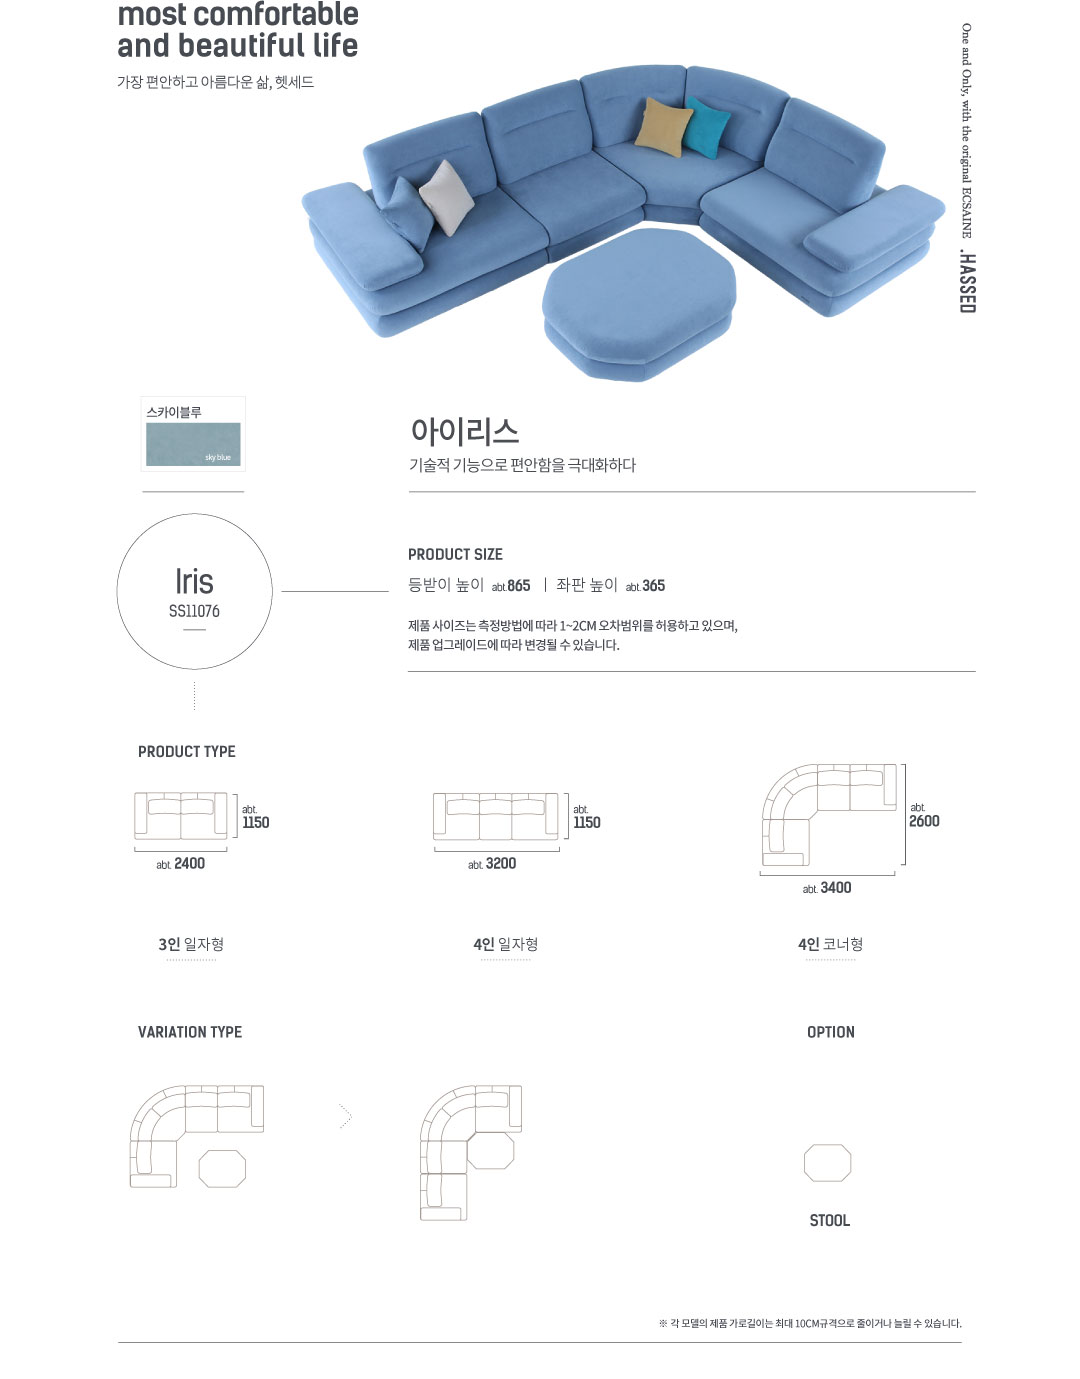 most comfortable
and beautiful life
가장 편안하고 아름다운 삶, 헷세드
One and Only, with the original ECSAINE
.HASSED
스카이블루
sky.blue
아이리스
기술적 기능으로 편안함을 극대화하다
Iris
SS11076
PRODUCT SIZE
등받이 높이 abt.865 | 좌판 높이 abt.365
제품 사이즈는 측정방법에 따라 1~2CM 오차범위를 허용하고 있으며,
제품 업그레이드에 따라 변경될 수 있습니다.
PRODUCT TYPE
abt.
1150
abt. 2400
3인 일자형
abt.
1150
abt. 3200
4인 일자형
abt.
2600
abt. 3400
4인 코너형
VARIATION TYPE
OPTION
STOOL
※ 각 모델의 제품 가로길이는 최대 10CM규격으로 줄이거나 늘릴 수 있습니다.